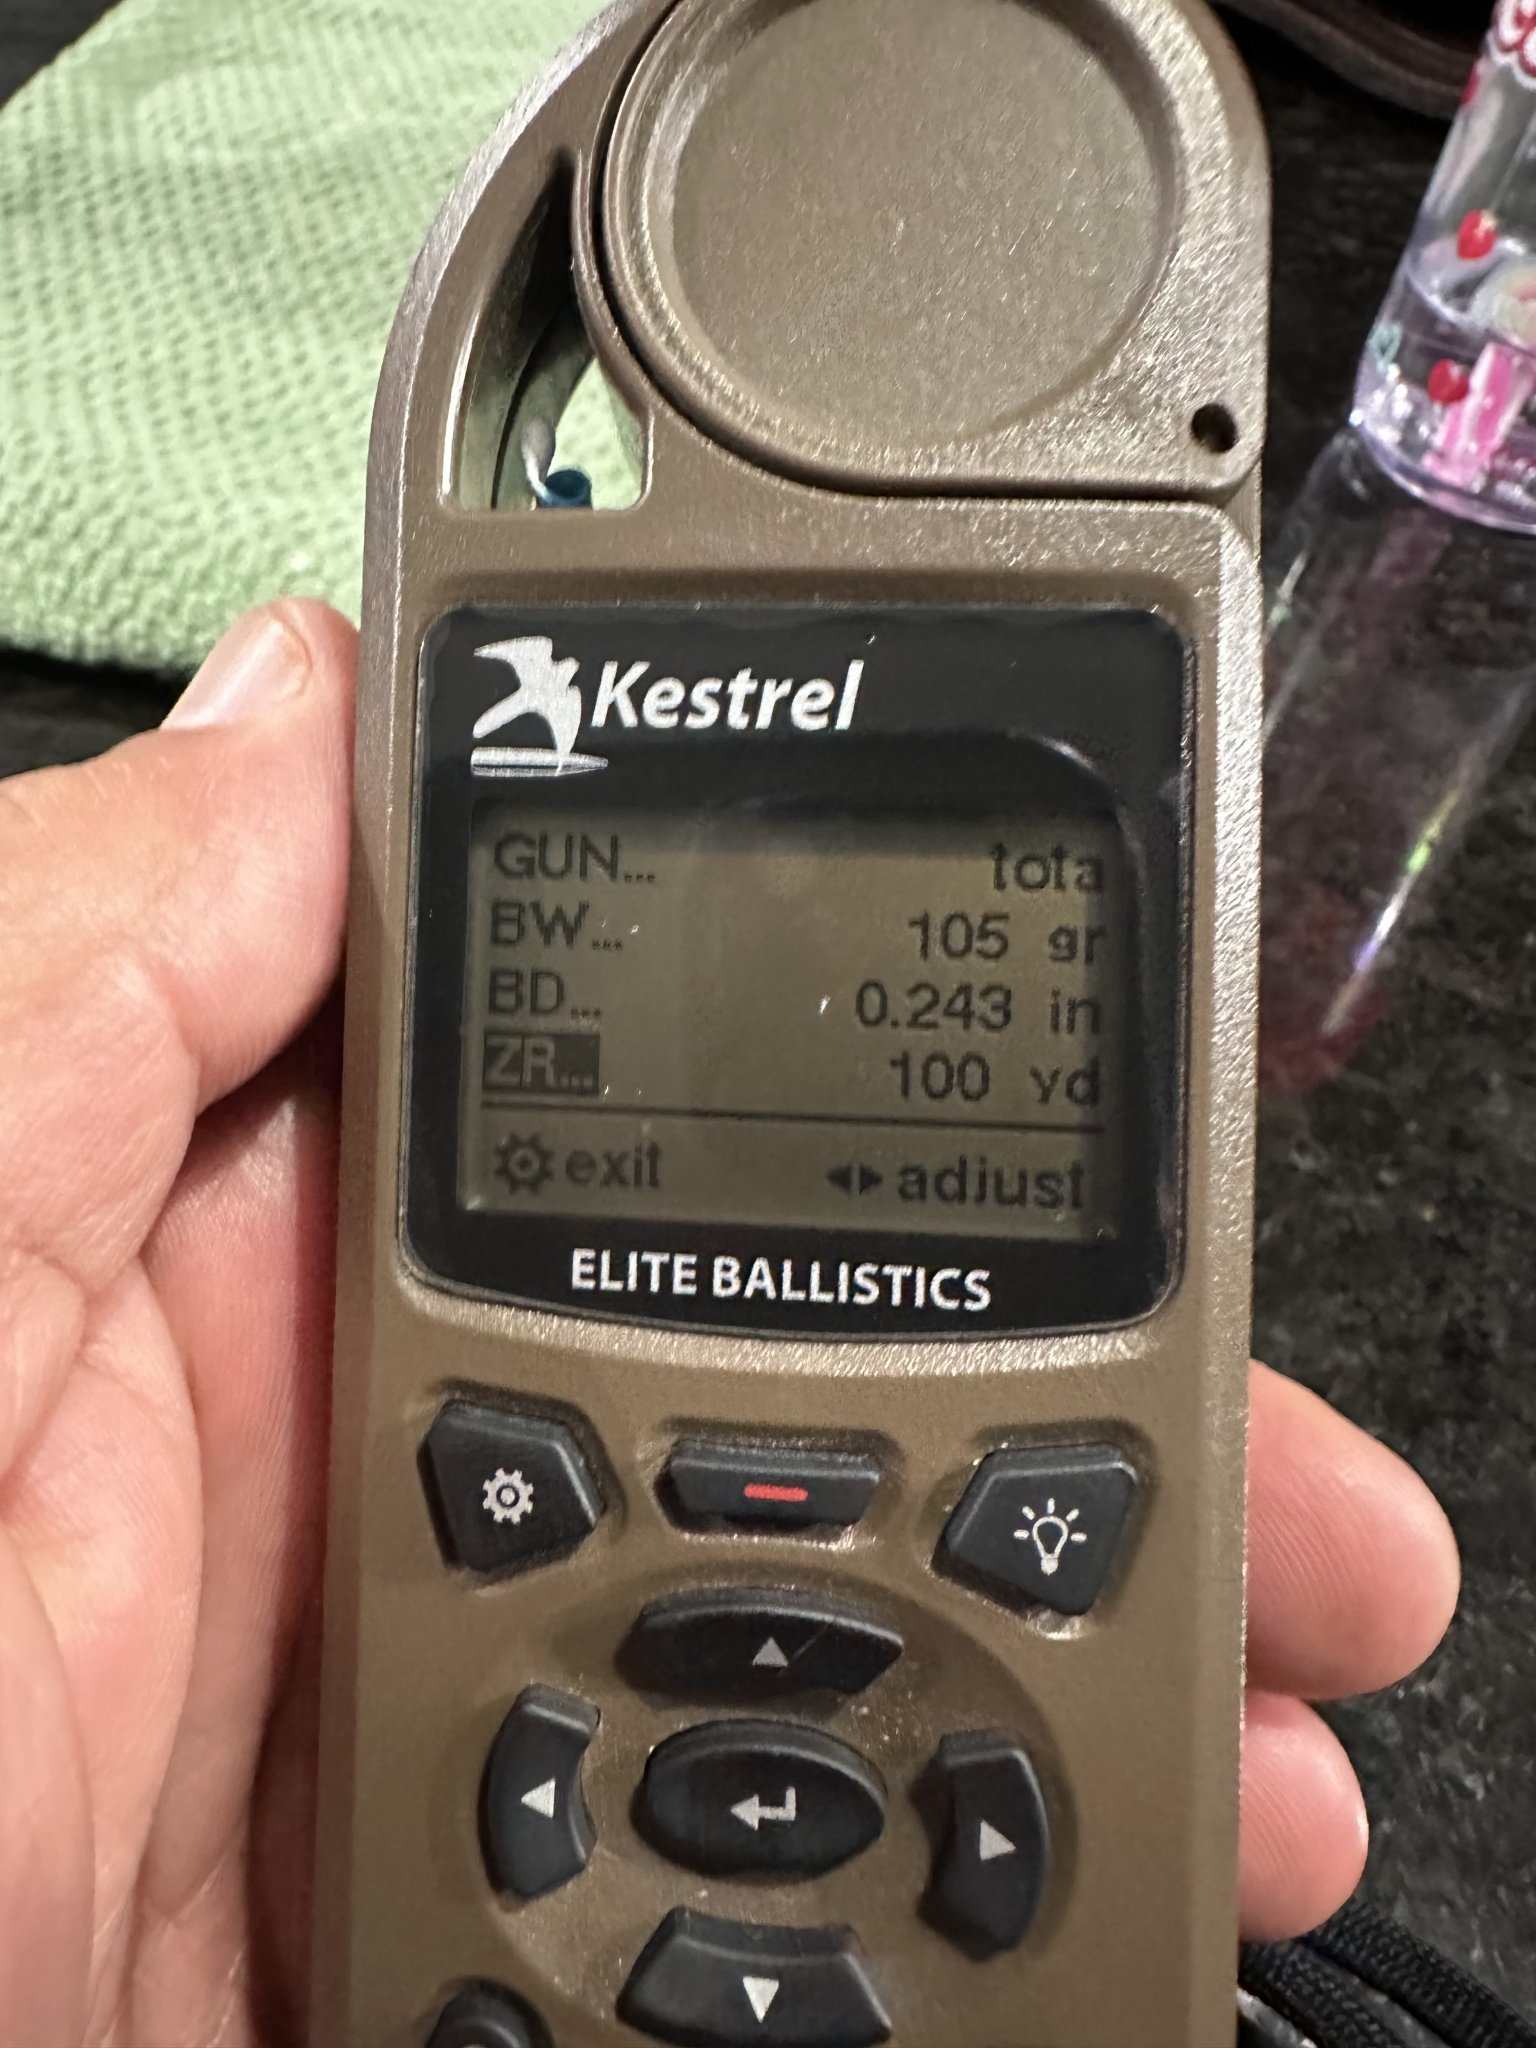 Kestrel
GUN... tota
BW... 105 gr
BD... 0.243 in
ZR... 100 yd
exit ◂▸ adjust
ELITE BALLISTICS